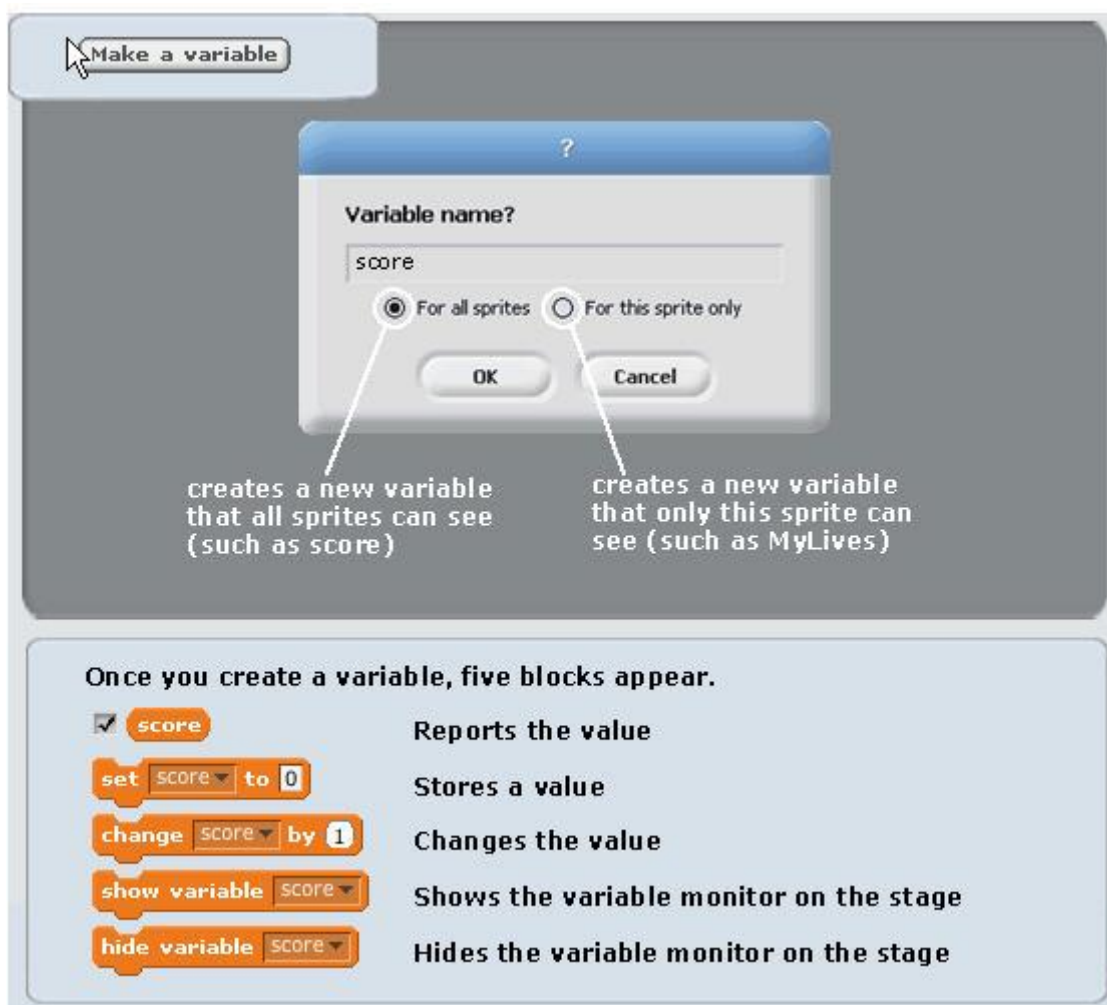 Make a variable
?
Variable name?
score
For all sprites For this sprite only
OK Cancel
creates a new variable
that all sprites can see
(such as score)
creates a new variable
that only this sprite can
see (such as MyLives)
Once you create a variable, five blocks appear.
score Reports the value
set score to 0 Stores a value
change score by 1 Changes the value
show variable score Shows the variable monitor on the stage
hide variable score Hides the variable monitor on the stage